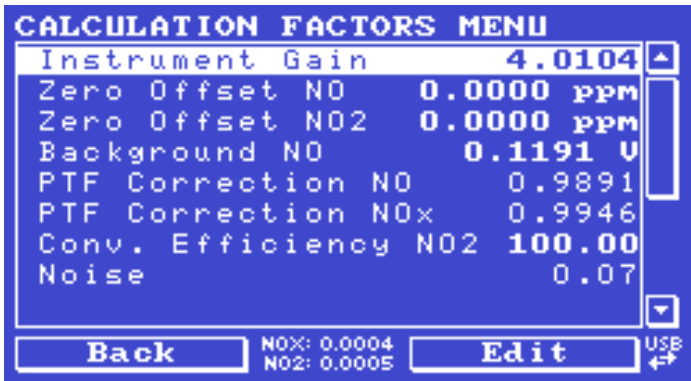 CALCULATION FACTORS MENU
Instrument Gain 4.0104
Zero Offset NO 0.0000 ppm
Zero Offset NO2 0.0000 ppm
Background NO 0.1191 V
PTF Correction NO 0.9891
PTF Correction NOx 0.9946
Conv. Efficiency NO2 100.00
Noise 0.07
Back NOX: 0.0004 Edit USB
NO2: 0.0005